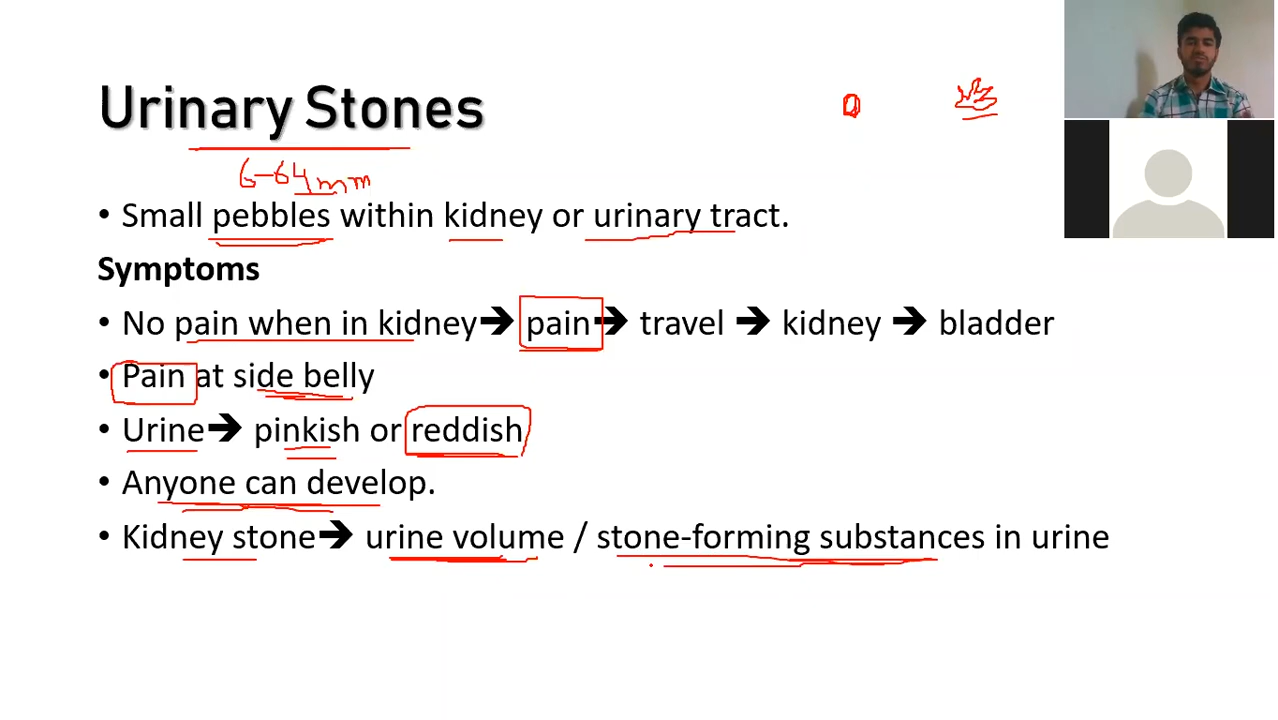 Urinary Stones
6-64mm
• Small pebbles within kidney or urinary tract.
Symptoms
• No pain when in kidney➔ pain➔ travel ➔ kidney ➔ bladder
• Pain at side belly
• Urine➔ pinkish or reddish
• Anyone can develop.
• Kidney stone➔ urine volume / stone-forming substances in urine